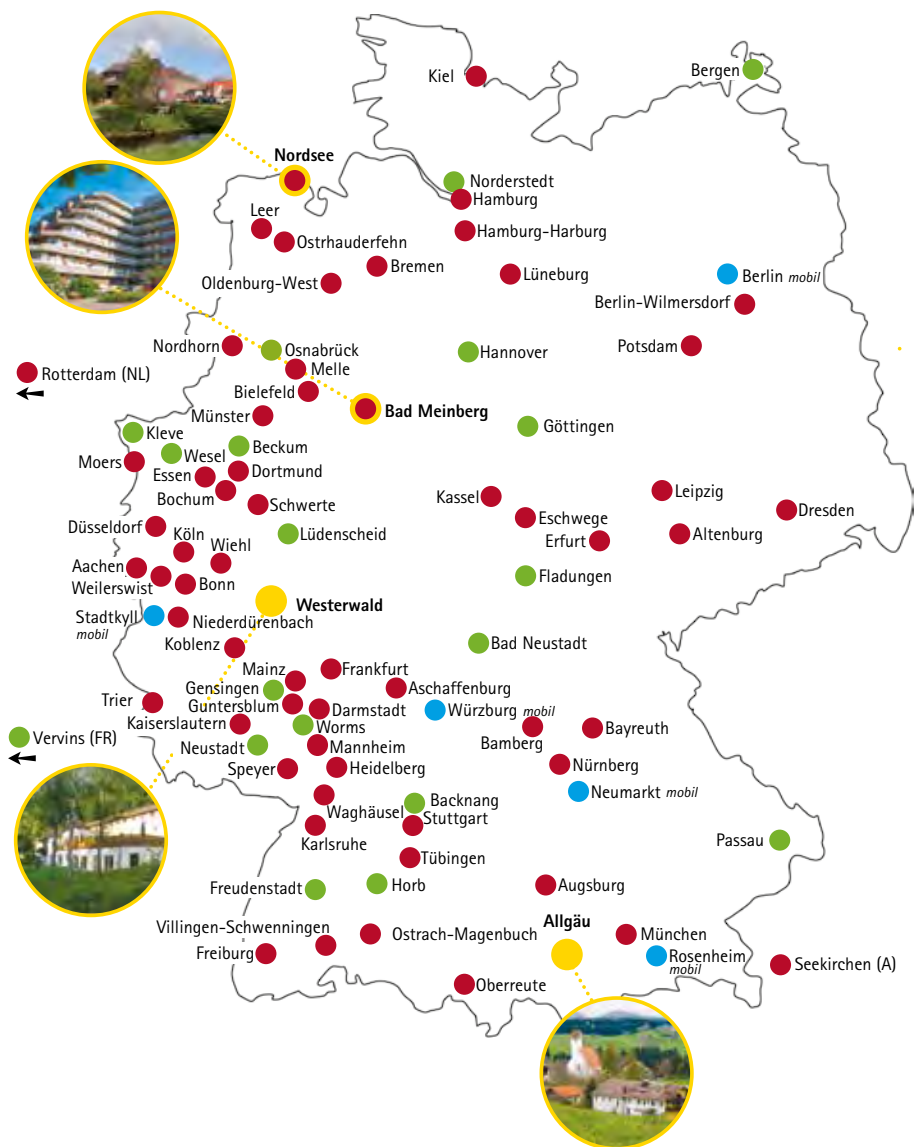 Kiel
Bergen
Nordsee
Norderstedt
Hamburg
Leer
Hamburg-Harburg
Ostrhauderfehn
Bremen
Lüneburg
Berlin mobil
Oldenburg-West
Berlin-Wilmersdorf
Nordhorn
Osnabrück
Hannover
Potsdam
Melle
Rotterdam (NL)
Bielefeld
Münster
Bad Meinberg
Göttingen
Kleve
Beckum
Wesel
Moers
Essen
Dortmund
Bochum
Schwerte
Kassel
Leipzig
Dresden
Eschwege
Düsseldorf
Lüdenscheid
Erfurt
Altenburg
Köln
Wiehl
Aachen
Weilerswist
Bonn
Fladungen
Westerwald
Stadtkyll
mobil
Niederdürenbach
Koblenz
Bad Neustadt
Mainz
Frankfurt
Gensingen
Aschaffenburg
Trier
Guntersblum
Darmstadt
Würzburg mobil
Kaiserslautern
Worms
Bayreuth
Bamberg
Vervins (FR)
Neustadt
Mannheim
Speyer
Heidelberg
Nürnberg
Neumarkt mobil
Waghäusel
Backnang
Stuttgart
Karlsruhe
Passau
Tübingen
Freudenstadt
Horb
Augsburg
Villingen-Schwenningen
Allgäu
Ostrach-Magenbuch
München
Freiburg
Rosenheim
mobil
Seekirchen (A)
Oberreute